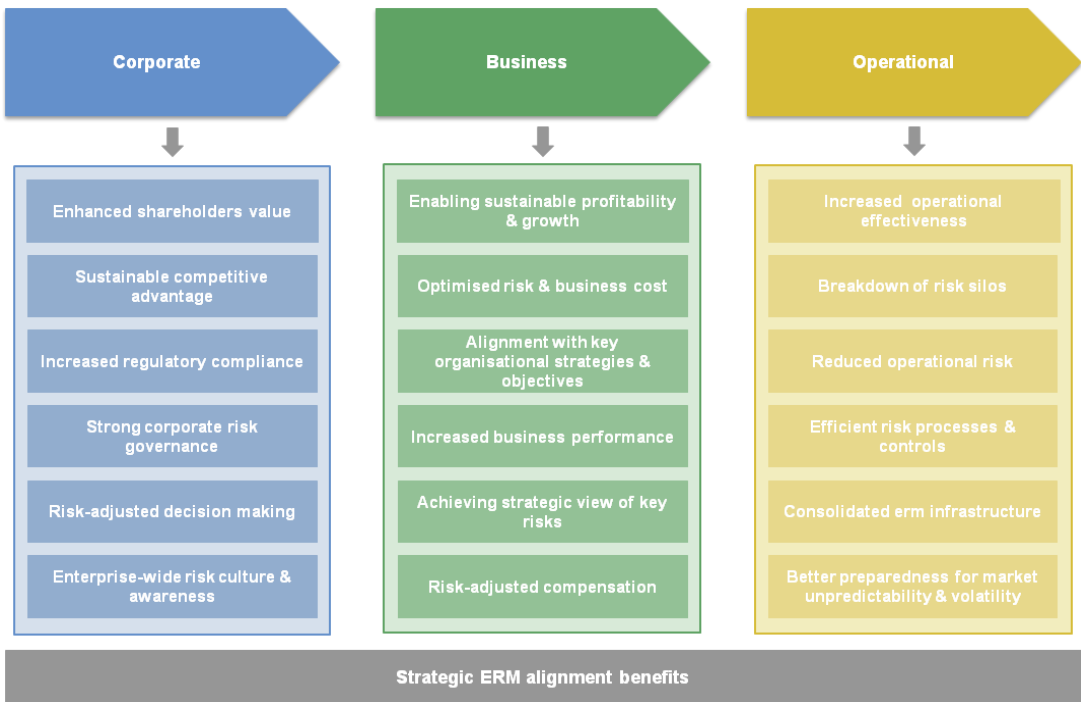 Corporate
Business
Operational
Enhanced shareholders value
Sustainable competitive
advantage
Increased regulatory compliance
Strong corporate risk
governance
Risk-adjusted decision making
Enterprise-wide risk culture &
awareness
Enabling sustainable profitability
& growth
Optimised risk & business cost
Alignment with key
organisational strategies &
objectives
Increased business performance
Achieving strategic view of key
risks
Risk-adjusted compensation
Increased operational
effectiveness
Breakdown of risk silos
Reduced operational risk
Efficient risk processes &
controls
Consolidated erm infrastructure
Better preparedness for market
unpredictability & volatility
Strategic ERM alignment benefits